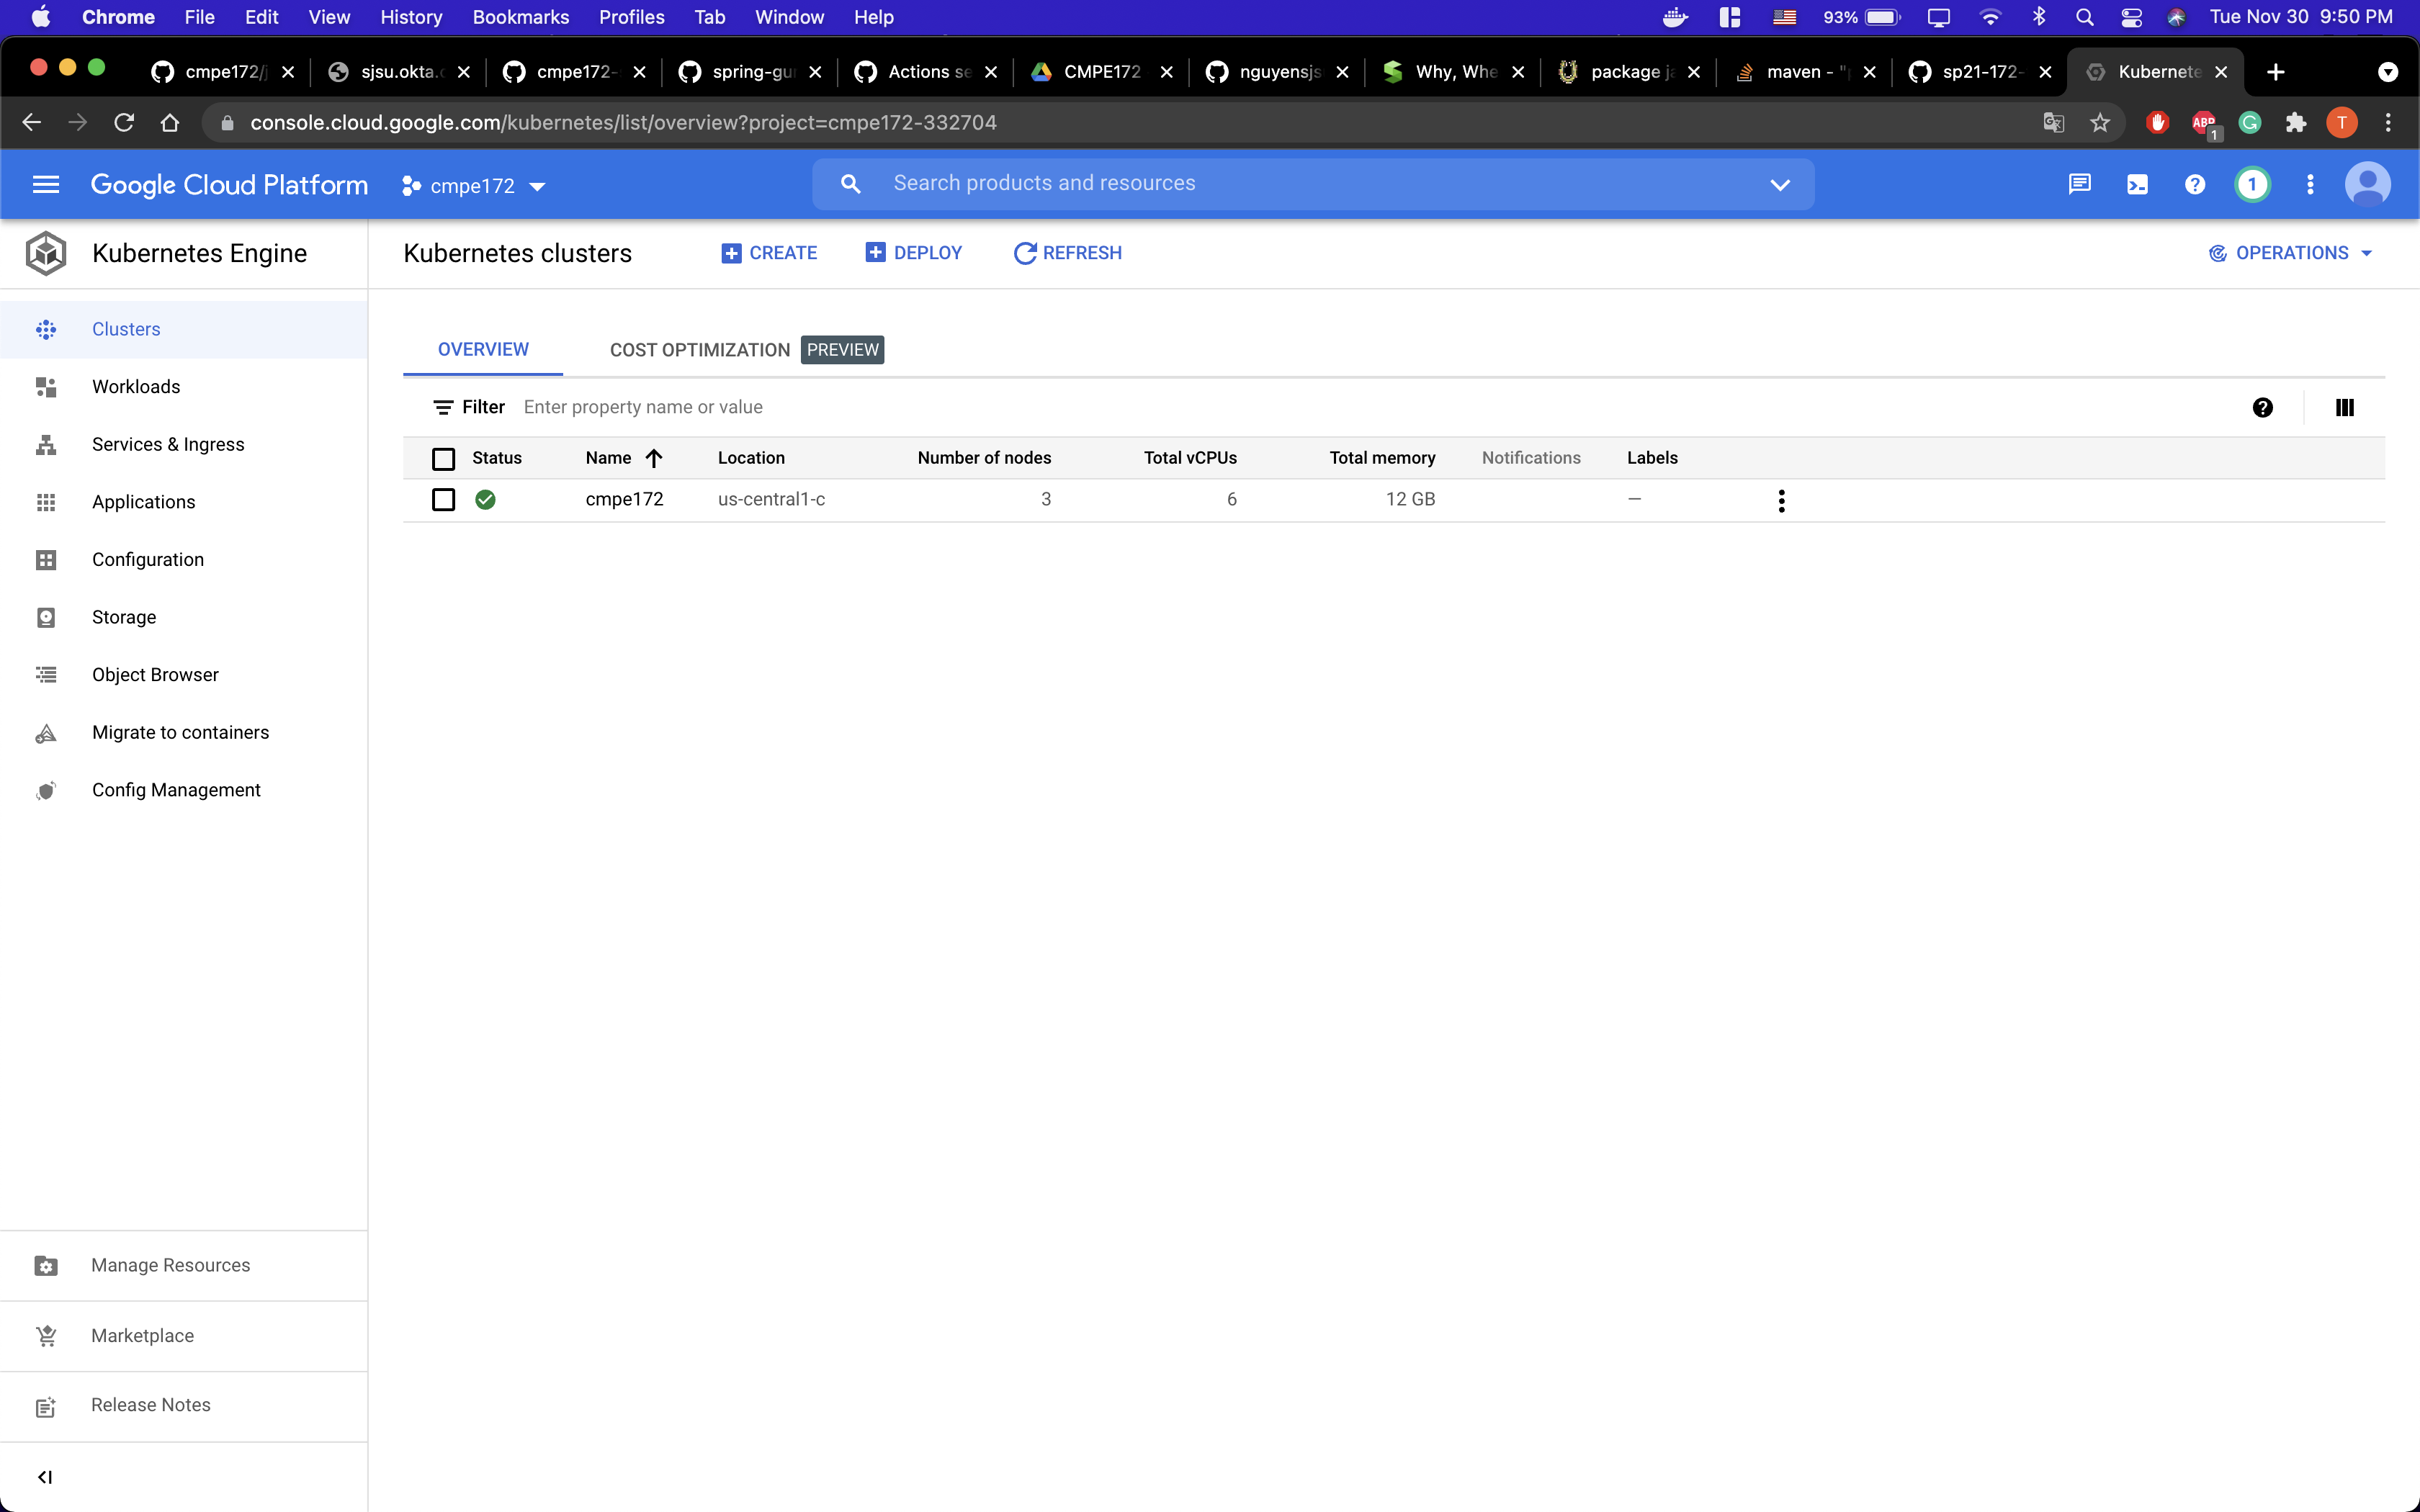 Chrome File Edit View History Bookmarks Profiles Tab Window Help 93% Tue Nov 30 9:50 PM
cmpe172/j sjsu.okta.c cmpe172- spring-gu Actions se CMPE172 nguyensjs Why, Whe package ja maven - "p sp21-172- Kubernete
console.cloud.google.com/kubernetes/list/overview?project=cmpe172-332704 ABP 1 G T
Google Cloud Platform cmpe172 Search products and resources 1
Kubernetes Engine
Kubernetes clusters CREATE DEPLOY REFRESH OPERATIONS
Clusters
Workloads
Services & Ingress
Applications
Configuration
Storage
Object Browser
Migrate to containers
Config Management
OVERVIEW COST OPTIMIZATION PREVIEW
Filter Enter property name or value
Status Name Location Number of nodes Total vCPUs Total memory Notifications Labels
cmpe172 us-central1-c 3 6 12 GB —
Manage Resources
Marketplace
Release Notes